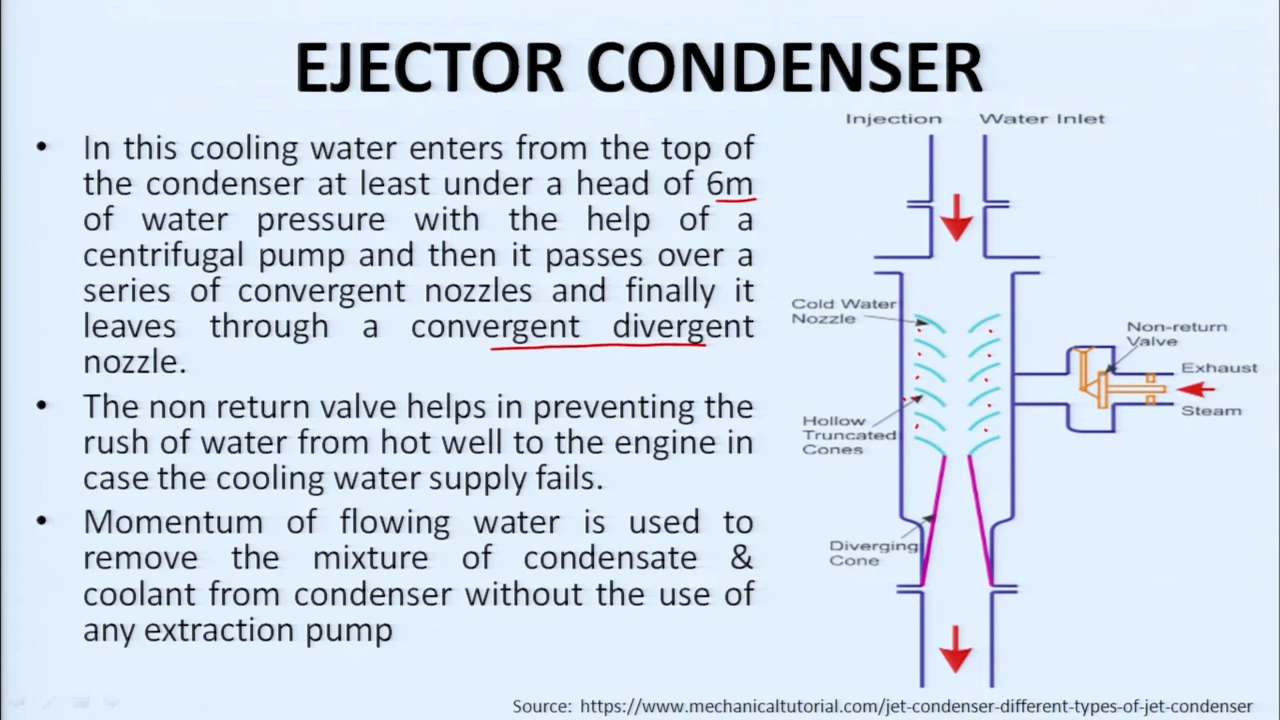 EJECTOR CONDENSER
• In this cooling water enters from the top of
the condenser at least under a head of 6m
of water pressure with the help of a
centrifugal pump and then it passes over a
series of convergent nozzles and finally it
leaves through a convergent divergent
nozzle.
• The non return valve helps in preventing the
rush of water from hot well to the engine in
case the cooling water supply fails.
• Momentum of flowing water is used to
remove the mixture of condensate &
coolant from condenser without the use of
any extraction pump
Injection Water Inlet
Cold Water
Nozzle
Non-return
Valve
Exhaust
Steam
Hollow
Truncated
Cones
Diverging
Cone
Source: https://www.mechanicaltutorial.com/jet-condenser-different-types-of-jet-condenser